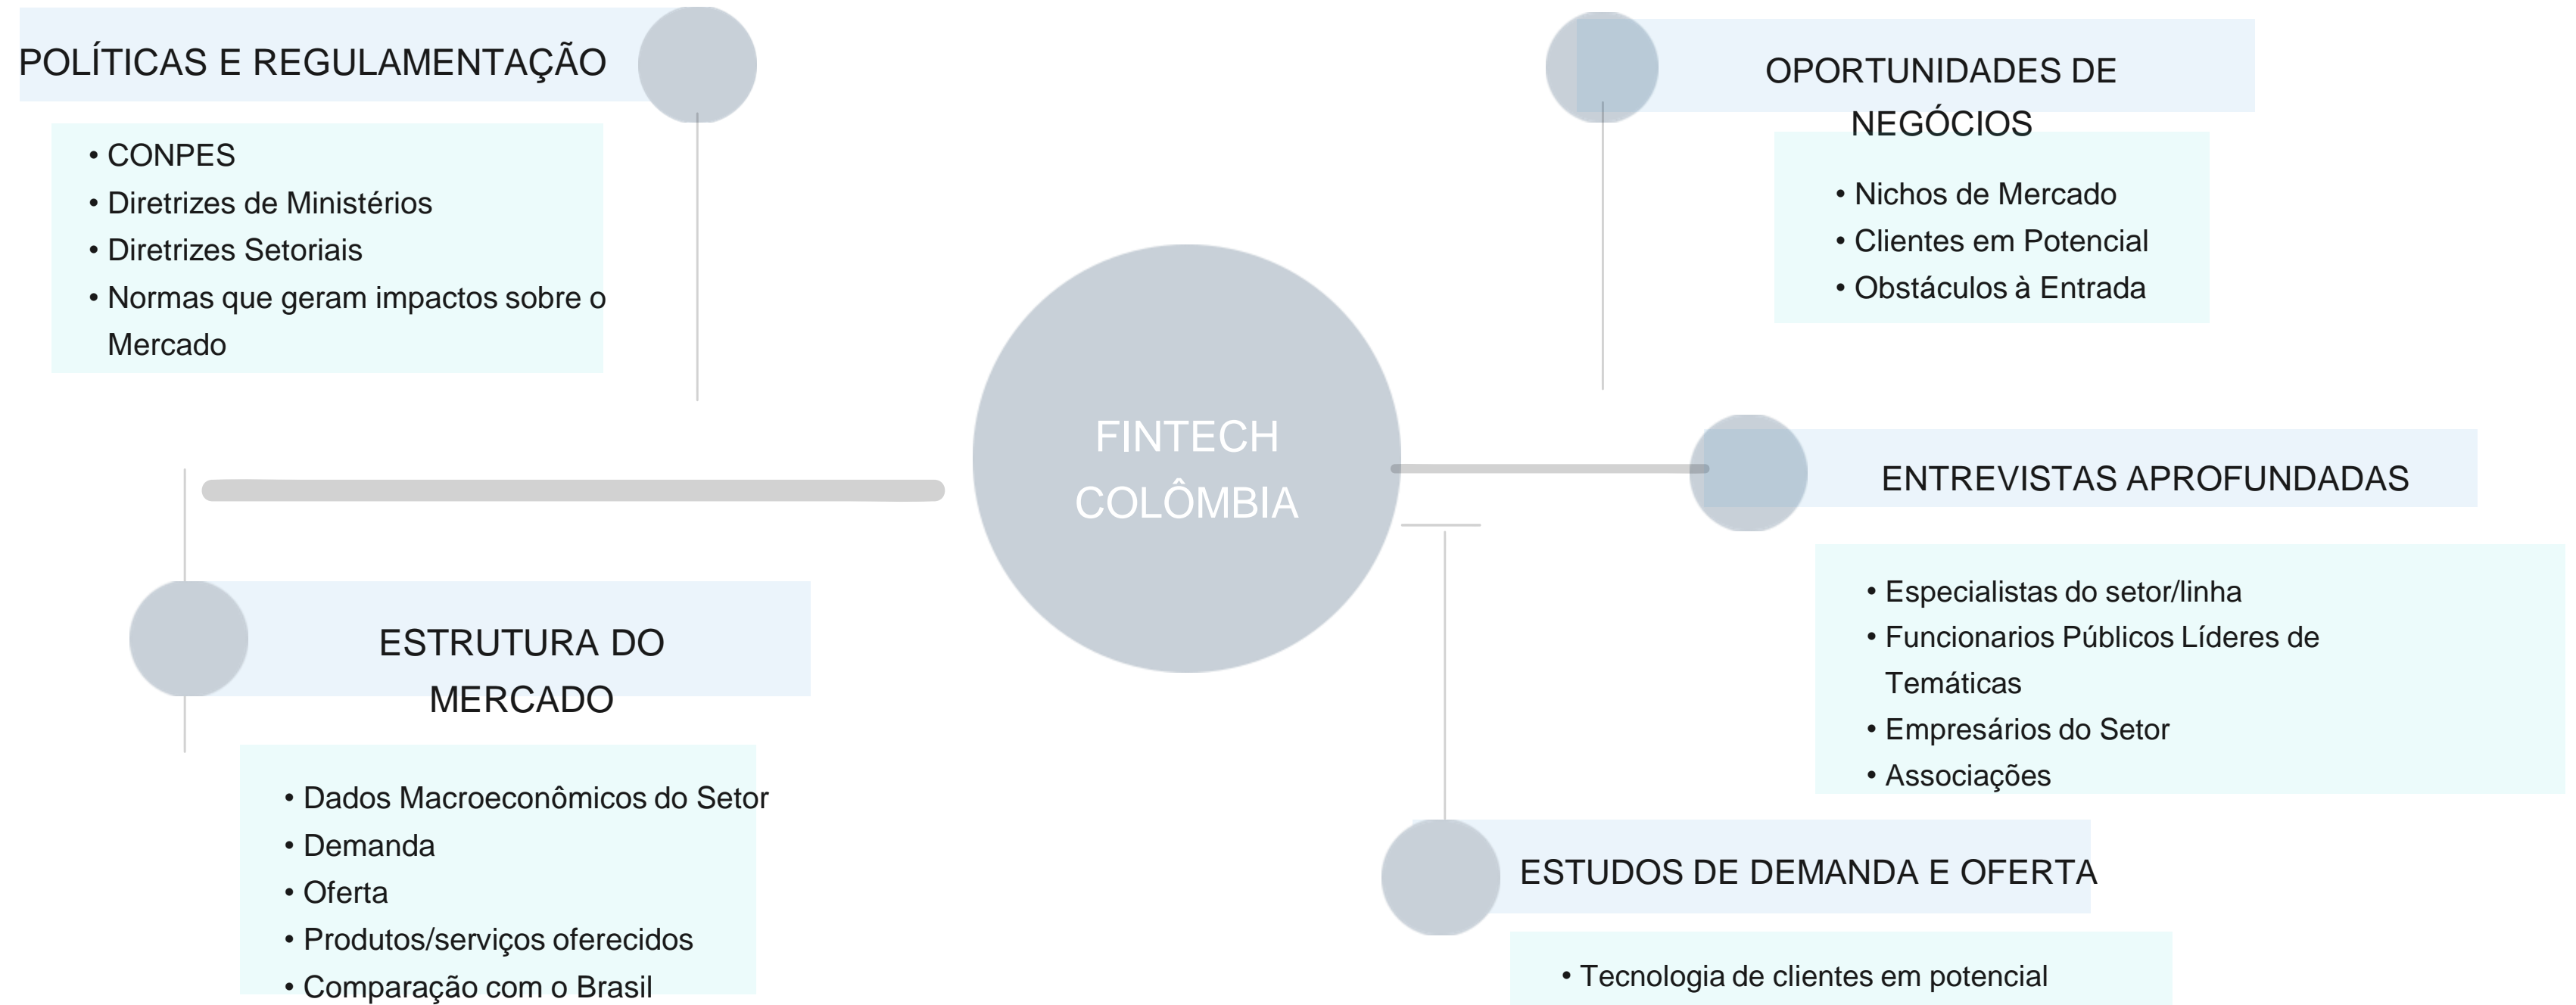 POLÍTICAS E REGULAMENTAÇÃO
• CONPES
• Diretrizes de Ministérios
• Diretrizes Setoriais
• Normas que geram impactos sobre o
Mercado
OPORTUNIDADES DE
NEGÓCIOS
• Nichos de Mercado
• Clientes em Potencial
• Obstáculos à Entrada
FINTECH
COLÔMBIA
ENTREVISTAS APROFUNDADAS
• Especialistas do setor/linha
• Funcionarios Públicos Líderes de
Temáticas
• Empresários do Setor
• Associações
ESTRUTURA DO
MERCADO
• Dados Macroeconômicos do Setor
• Demanda
• Oferta
• Produtos/serviços oferecidos
• Comparação com o Brasil
ESTUDOS DE DEMANDA E OFERTA
• Tecnologia de clientes em potencial